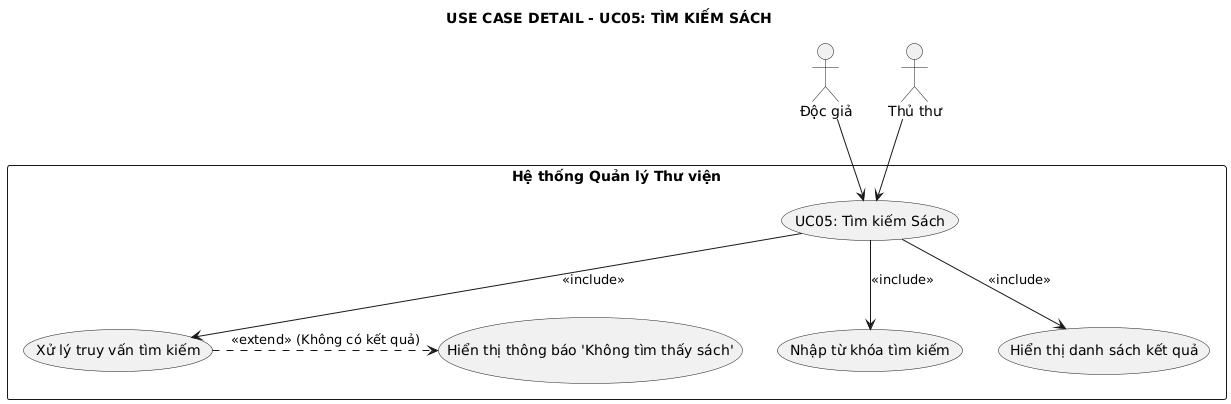 USE CASE DETAIL - UC05: TÌM KIẾM SÁCH
Độc giả
Thủ thư
Hệ thống Quản lý Thư viện
UC05: Tìm kiếm Sách
«include»
«include»
«include»
Xử lý truy vấn tìm kiếm
«extend» (Không có kết quả)
Hiển thị thông báo 'Không tìm thấy sách'
Nhập từ khóa tìm kiếm
Hiển thị danh sách kết quả